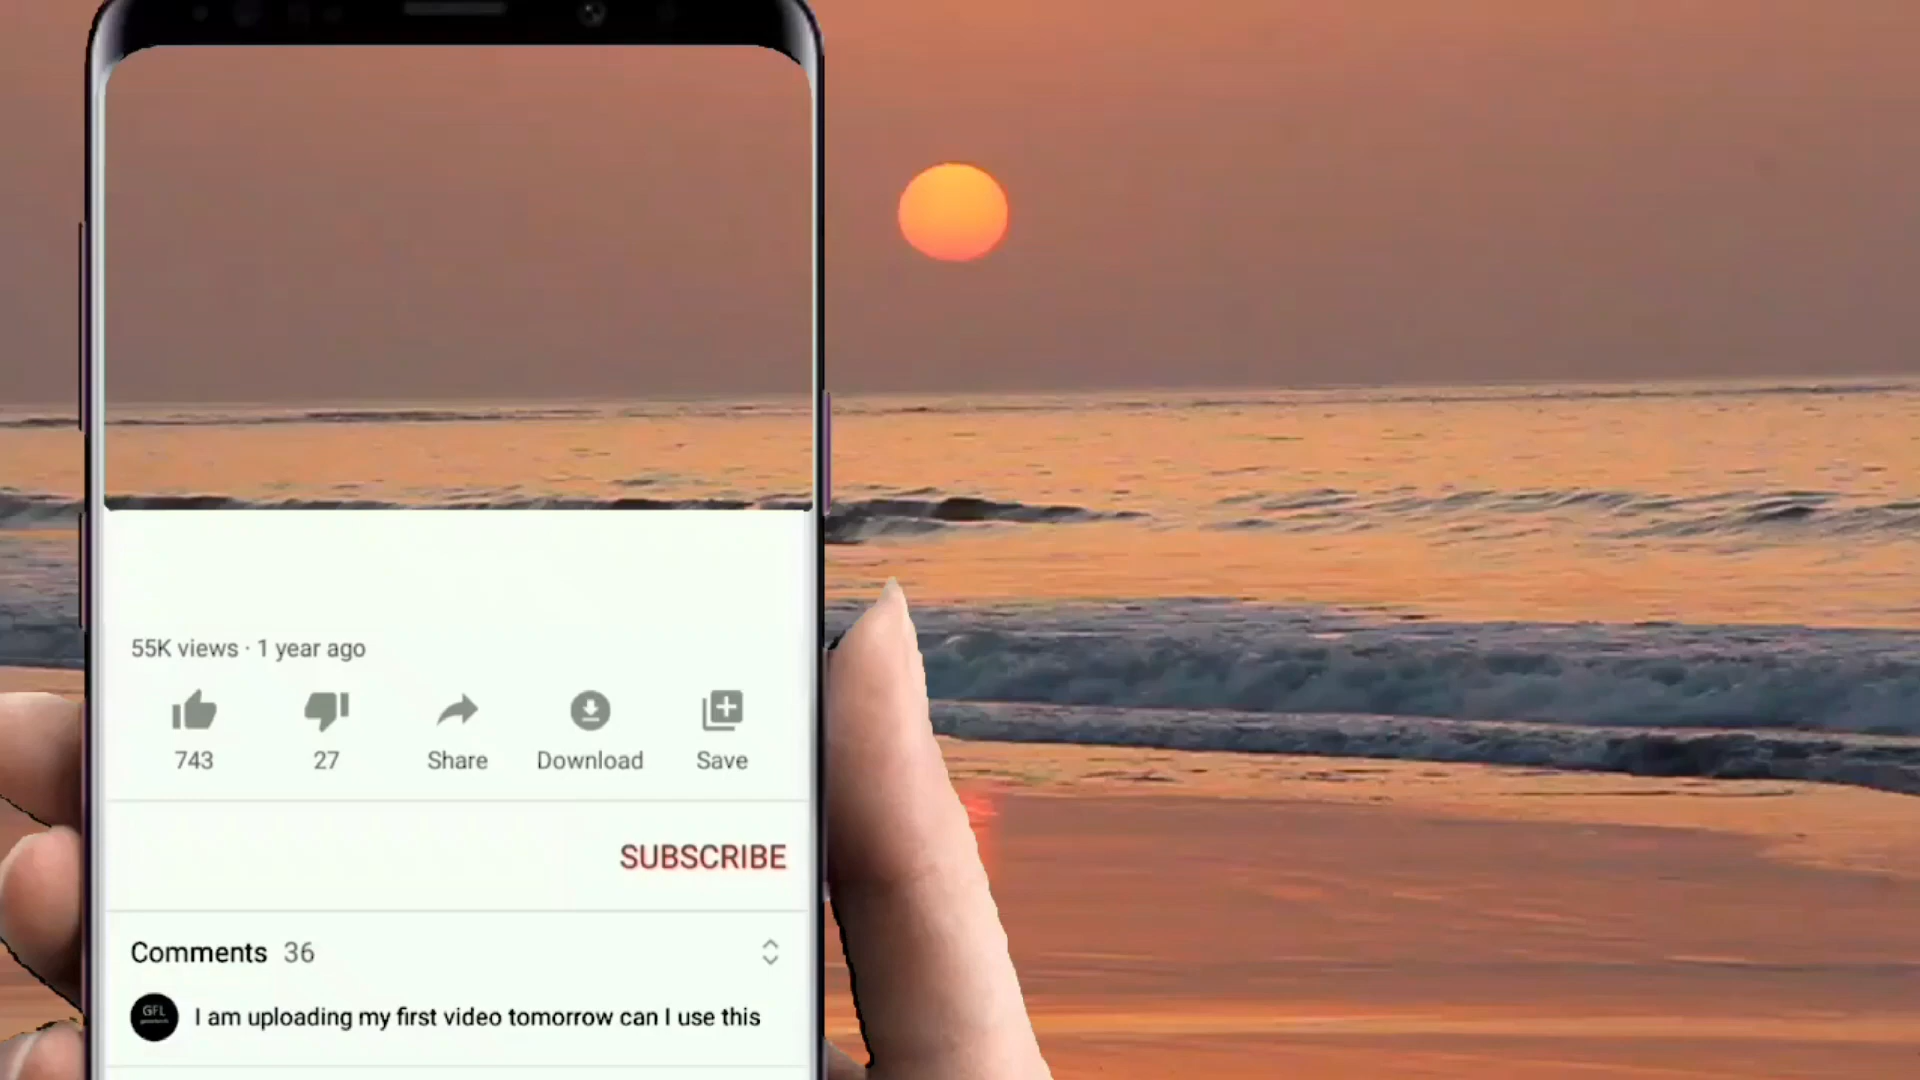 55K views · 1 year ago
743
27
Share
Download
Save
SUBSCRIBE
Comments 36
GFL
I am uploading my first video tomorrow can I use this